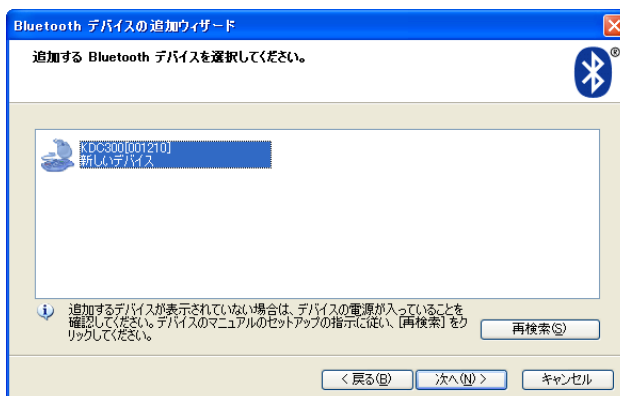 Bluetooth デバイスの追加ウィザード
追加する Bluetooth デバイスを選択してください。
®
KDC300[001210]
新しいデバイス
追加するデバイスが表示されていない場合は、デバイスの電源が入っていることを
確認してください。デバイスのマニュアルのセットアップの指示に従い、[再検索] をク
リックしてください。
再検索(S)
< 戻る(B)
次へ(N) >
キャンセル